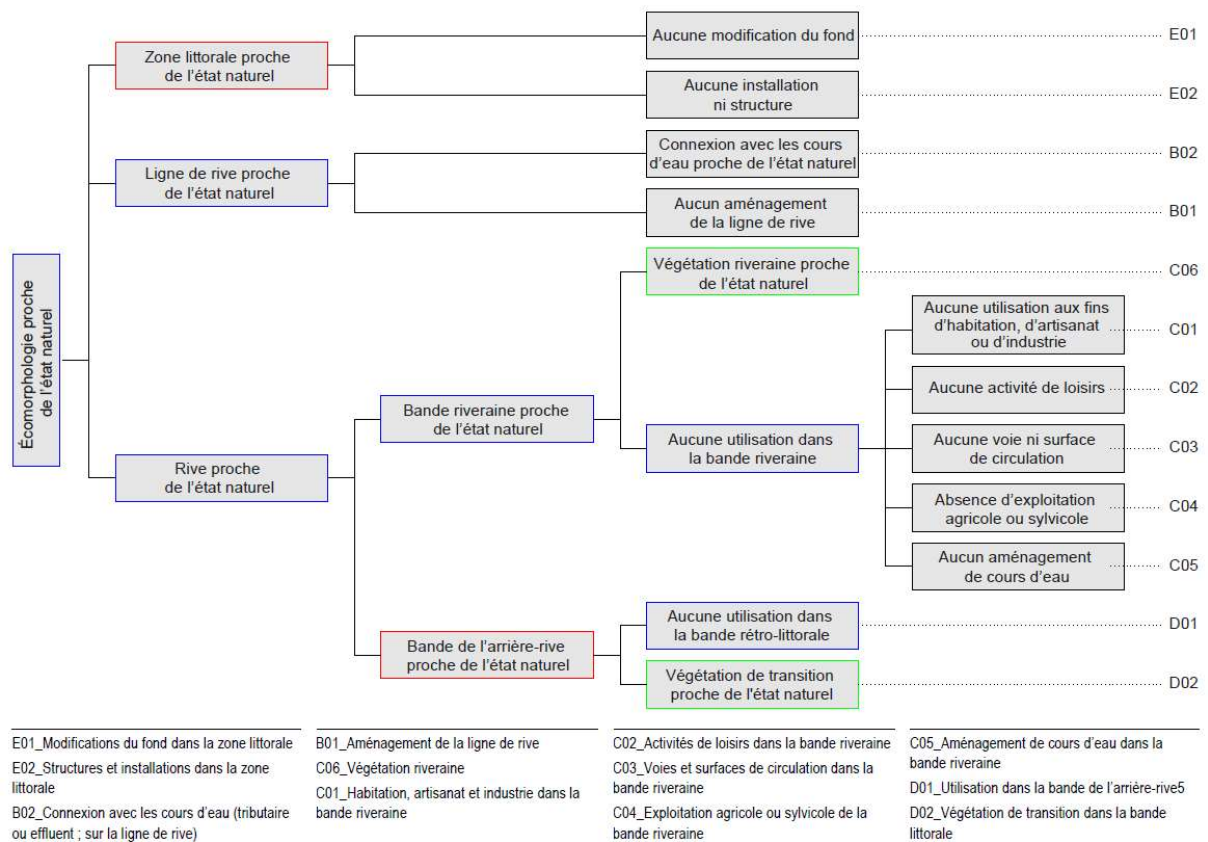 Écomorphologie proche
de l'état naturel
Zone littorale proche
de l'état naturel
Aucune modification du fond
E01
Aucune installation
ni structure
E02
Ligne de rive proche
de l'état naturel
Connexion avec les cours
d'eau proche de l'état naturel
B02
Aucun aménagement
de la ligne de rive
B01
Rive proche
de l'état naturel
Bande riveraine proche
de l'état naturel
Végétation riveraine proche
de l'état naturel
C06
Aucune utilisation dans
la bande riveraine
Aucune utilisation aux fins
d'habitation, d'artisanat
ou d'industrie
C01
Aucune activité de loisirs
C02
Aucune voie ni surface
de circulation
C03
Absence d'exploitation
agricole ou sylvicole
C04
Aucun aménagement
de cours d'eau
C05
Bande de l'arrière-rive
proche de l'état naturel
Aucune utilisation dans
la bande rétro-littorale
D01
Végétation de transition
proche de l'état naturel
D02
E01_Modifications du fond dans la zone littorale
E02_Structures et installations dans la zone
littorale
B02_Connexion avec les cours d'eau (tributaire
ou effluent ; sur la ligne de rive)
B01_Aménagement de la ligne de rive
C06_Végétation riveraine
C01_Habitation, artisanat et industrie dans la
bande riveraine
C02_Activités de loisirs dans la bande riveraine
C03_Voies et surfaces de circulation dans la
bande riveraine
C04_Exploitation agricole ou sylvicole de la
bande riveraine
C05_Aménagement de cours d'eau dans la
bande riveraine
D01_Utilisation dans la bande de l'arrière-rive5
D02_Végétation de transition dans la bande
littorale